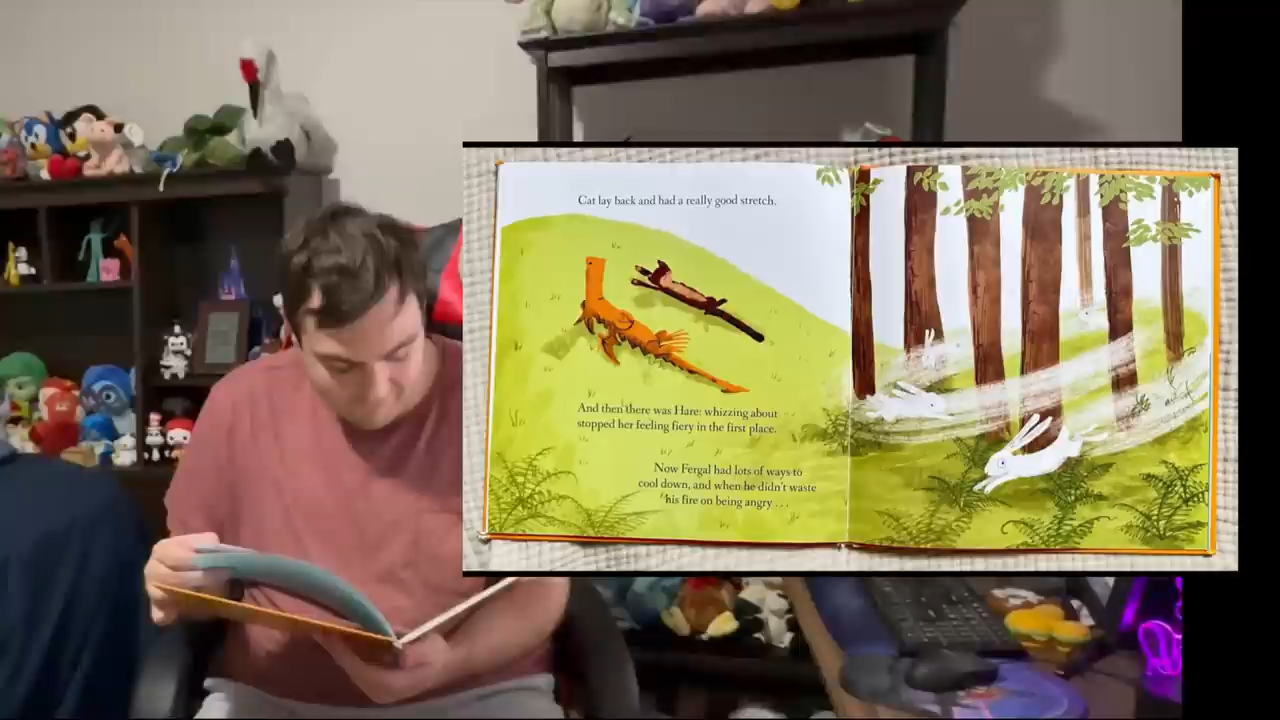 Cat lay back and had a really good stretch.
And then there was Hare: whizzing about
stopped her feeling fiery in the first place.
Now Fergal had lots of ways to
cool down, and when he didn't waste
his fire on being angry . . .